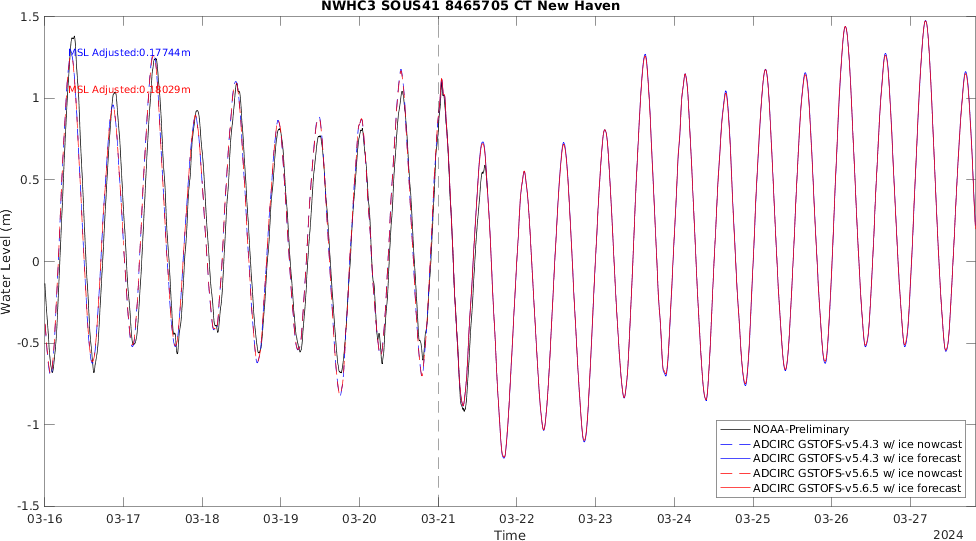 NWHC3 SOUS41 8465705 CT New Haven
1.5
MSL Adjusted:0.17744m
MSL Adjusted:0.18029m
1
0.5
0
-0.5
-1
-1.5
Water Level (m)
NOAA-Preliminary
ADCIRC GSTOFS-v5.4.3 w/ ice nowcast
ADCIRC GSTOFS-v5.4.3 w/ ice forecast
ADCIRC GSTOFS-v5.6.5 w/ ice nowcast
ADCIRC GSTOFS-v5.6.5 w/ ice forecast
03-16 03-17 03-18 03-19 03-20 03-21 03-22 03-23 03-24 03-25 03-26 03-27
Time
2024